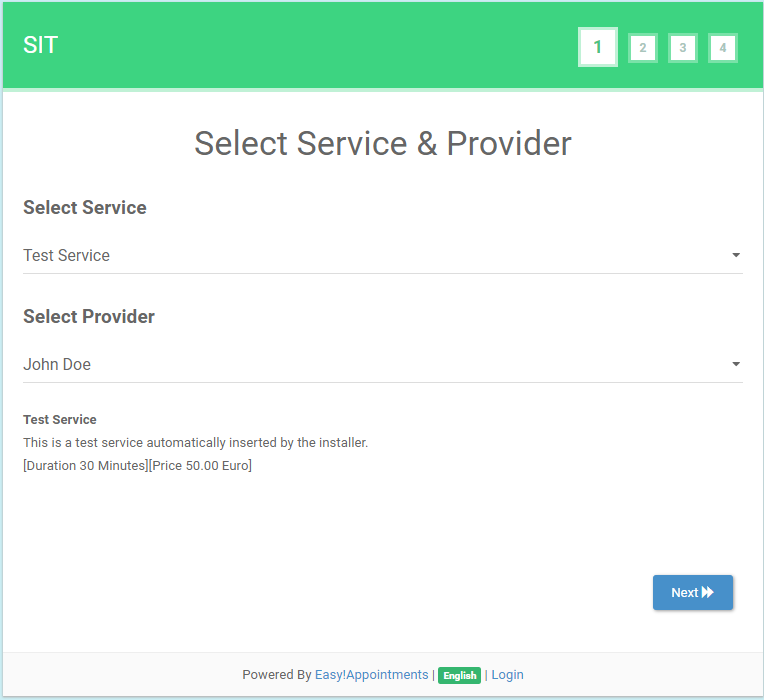 SIT
1 2 3 4
Select Service & Provider
Select Service
Test Service
Select Provider
John Doe
Test Service
This is a test service automatically inserted by the installer.
[Duration 30 Minutes][Price 50.00 Euro]
Next
Powered By Easy!Appointments | English | Login